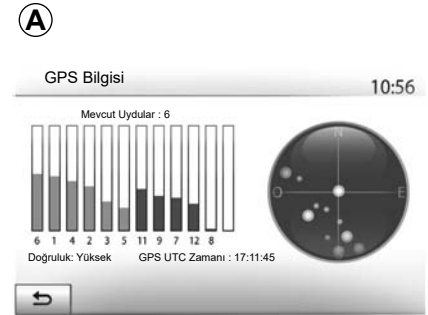 A
GPS Bilgisi
10:56
Mevcut Uydular : 6
N
O
E
6 1 4 2 3 5 11 9 7 12 8
Doğruluk: Yüksek GPS UTC Zamanı : 17:11:45